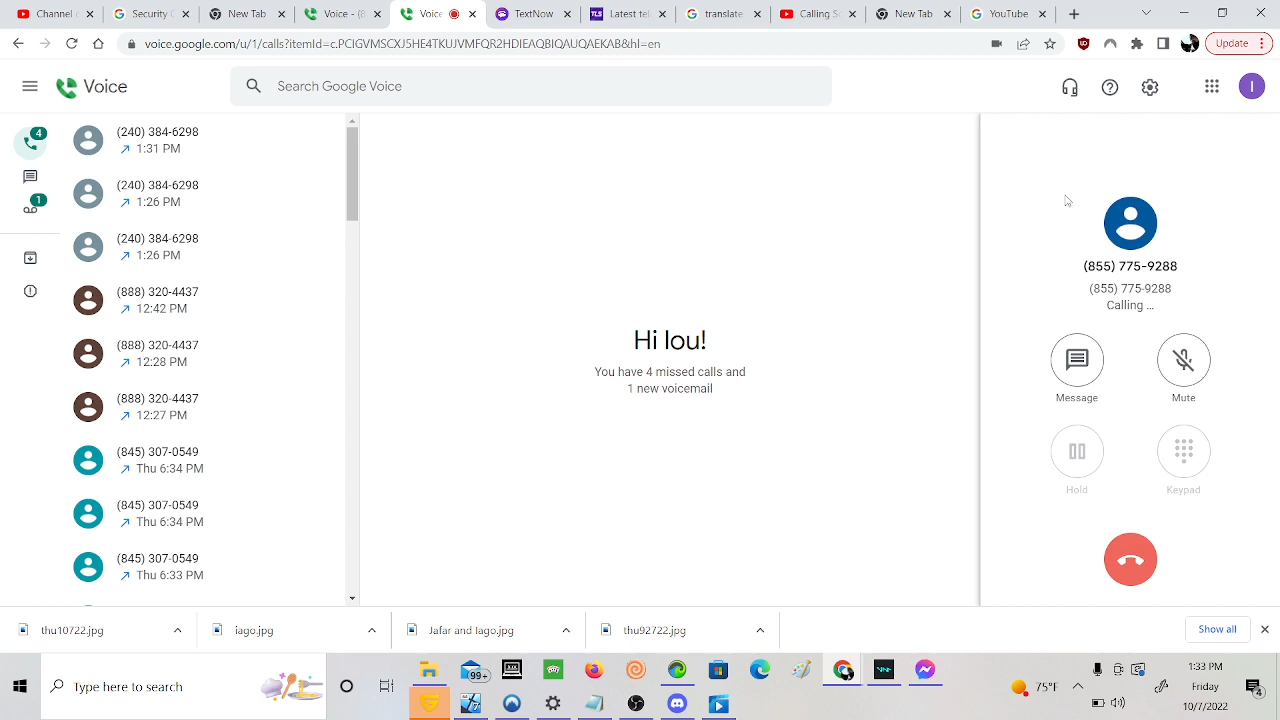 Channel c
Security C
New Tab
Voice - (8
Voice
TextNow
Latest tel
translate
Calling Sc
New Tab
YouTube
voice.google.com/u/1/calls?itemId=c.PCIGVMFCXJ5HE4TKUJVMFQR2HDIEAQBIQAUQAEKAB&hl=en
Update
Voice
Search Google Voice
I
4
1
(240) 384-6298
1:31 PM
(240) 384-6298
1:26 PM
(240) 384-6298
1:26 PM
(888) 320-4437
12:42 PM
(888) 320-4437
12:28 PM
(888) 320-4437
12:27 PM
(845) 307-0549
Thu 6:34 PM
(845) 307-0549
Thu 6:34 PM
(845) 307-0549
Thu 6:33 PM
Hi lou!
You have 4 missed calls and
1 new voicemail
(855) 775-9288
(855) 775-9288
Calling ...
Message
Mute
Hold
Keypad
thu10722.jpg
iago.jpg
Jafar and Iago.jpg
thu92722.jpg
Show all
Type here to search
99+
75°F
1:33 PM
Friday
10/7/2022
4